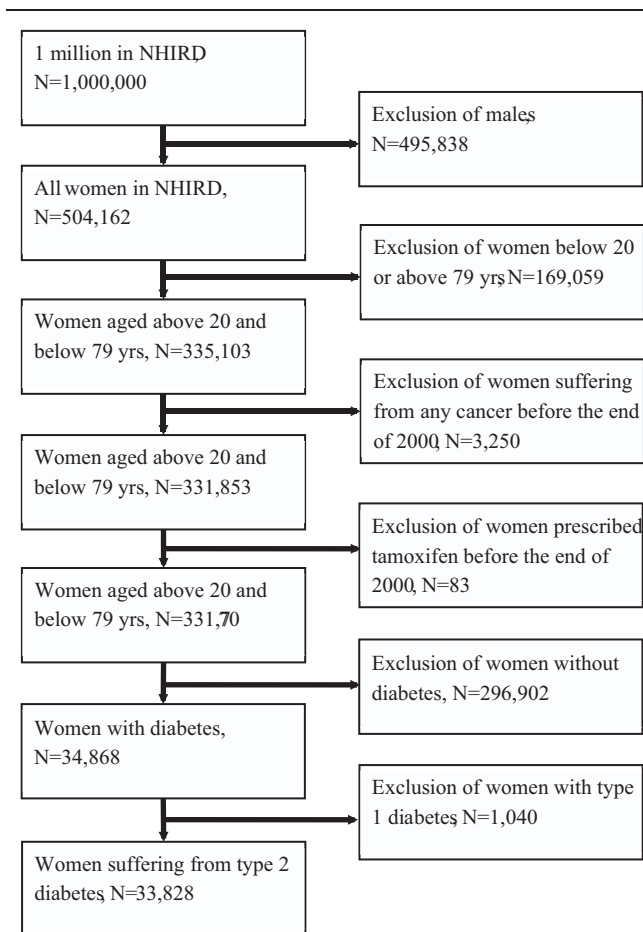 1 million in NHIRD,
N=1,000,000
Exclusion of males,
N=495,838
All women in NHIRD,
N=504,162
Exclusion of women below 20
or above 79 yrs, N=169,059
Women aged above 20 and
below 79 yrs, N=335,103
Exclusion of women suffering
from any cancer before the end
of 2000, N=3,250
Women aged above 20 and
below 79 yrs, N=331,853
Exclusion of women prescribed
tamoxifen before the end of
2000, N=83
Women aged above 20 and
below 79 yrs, N=331,70
Exclusion of women without
diabetes, N=296,902
Women with diabetes,
N=34,868
Exclusion of women with type
1 diabetes, N=1,040
Women suffering from type 2
diabetes, N=33,828